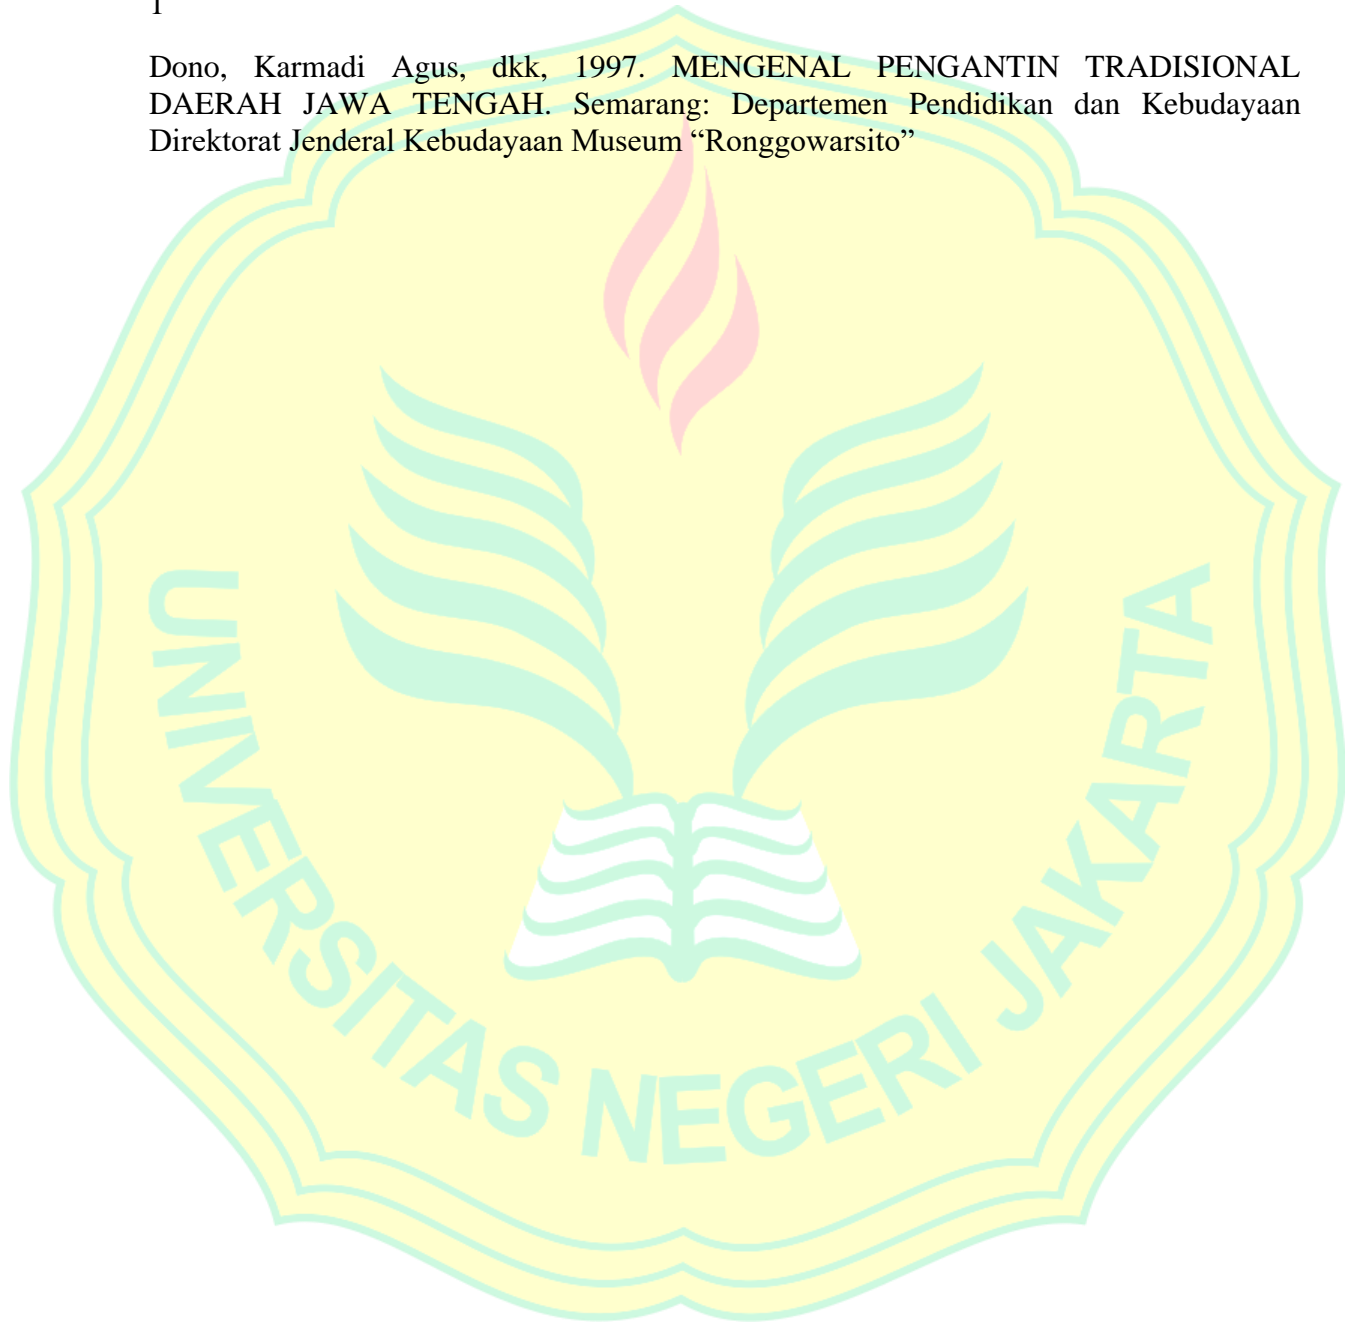 1
Dono, Karmadi Agus, dkk, 1997. MENGENAL PENGANTIN TRADISIONAL
DAERAH JAWA TENGAH. Semarang: Departemen Pendidikan dan Kebudayaan
Direktorat Jenderal Kebudayaan Museum “Ronggowarsito”
UNIVERSITAS NEGERI JAKARTA